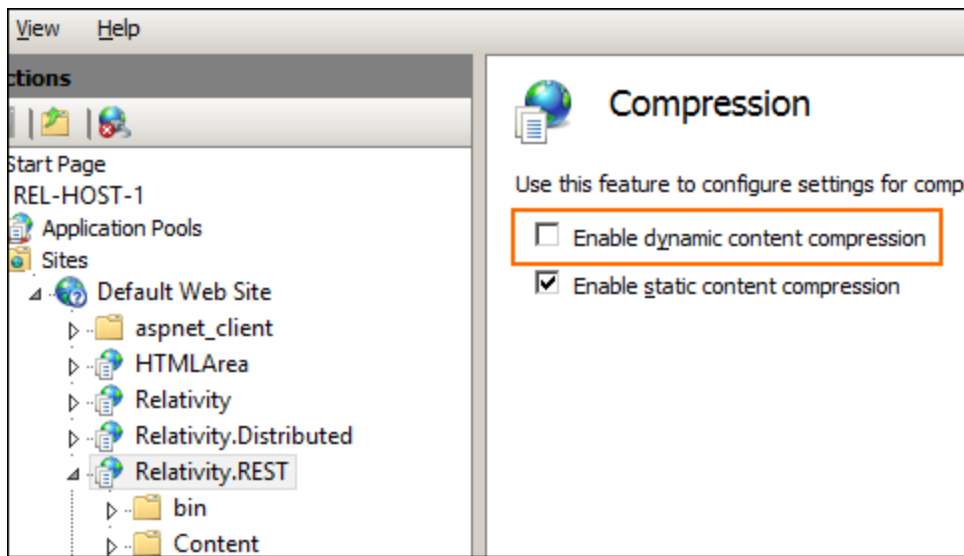 View Help
ctions
Start Page
REL-HOST-1
Application Pools
Sites
Default Web Site
aspnet_client
HTMLArea
Relativity
Relativity.Distributed
Relativity.REST
bin
Content
Compression
Use this feature to configure settings for comp
Enable dynamic content compression
Enable static content compression